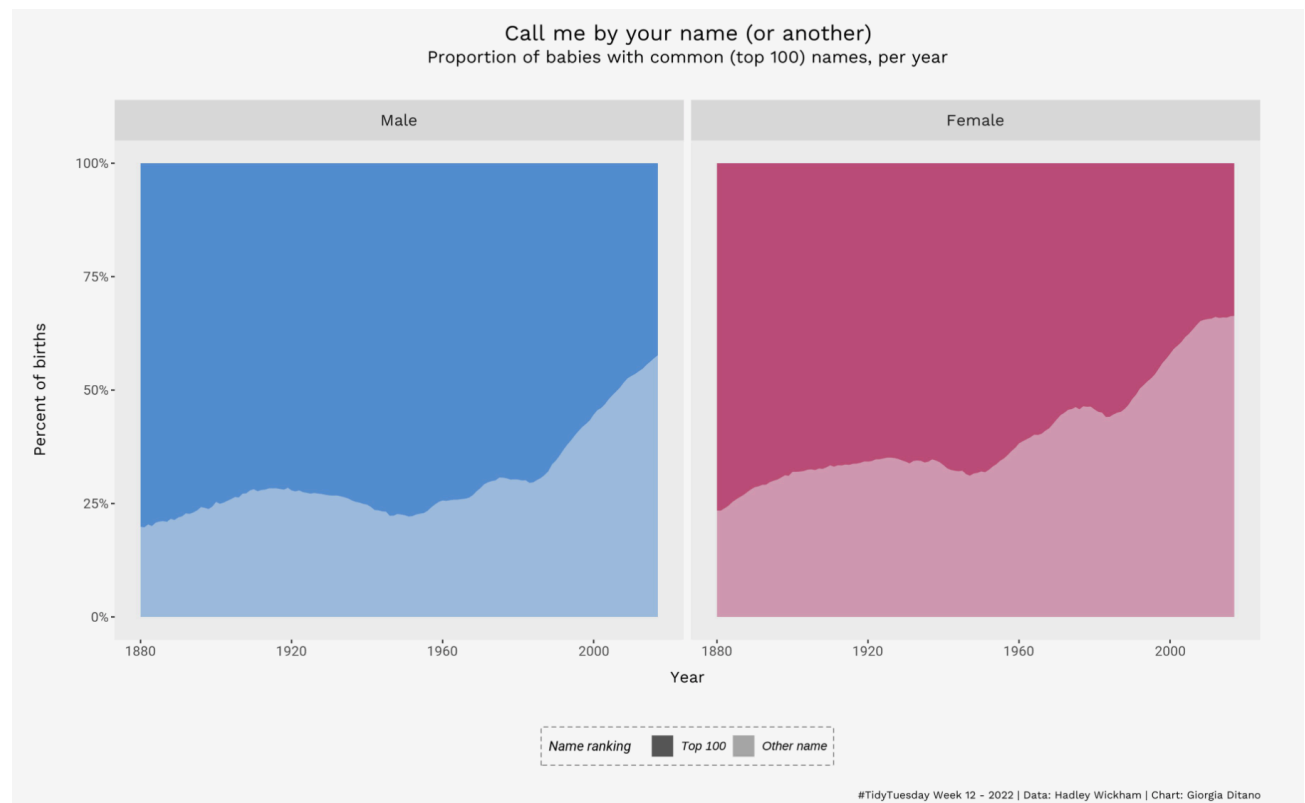 Call me by your name (or another)
Proportion of babies with common (top 100) names, per year
Male
Female
Percent of births
100%
75%
50%
25%
0%
1880
1920
1960
2000
1880
1920
1960
2000
Year
Name ranking Top 100 Other name
#TidyTuesday Week 12 - 2022 | Data: Hadley Wickham | Chart: Giorgia Ditano